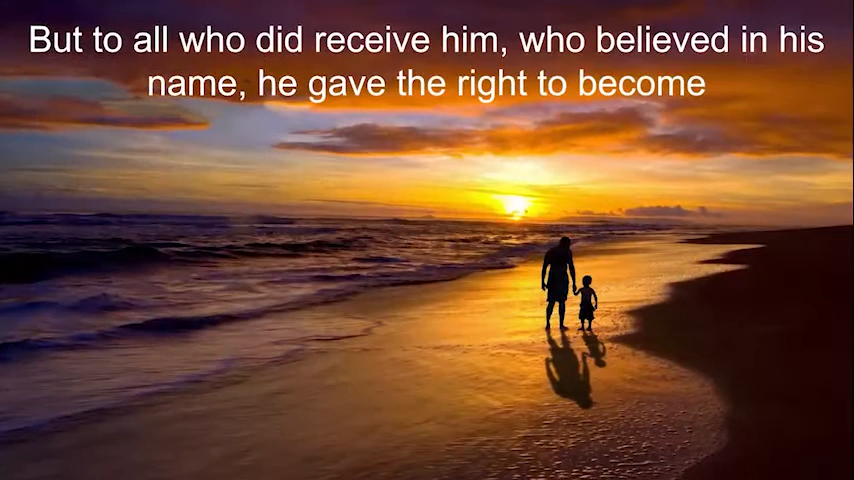 But to all who did receive him, who believed in his
name, he gave the right to become